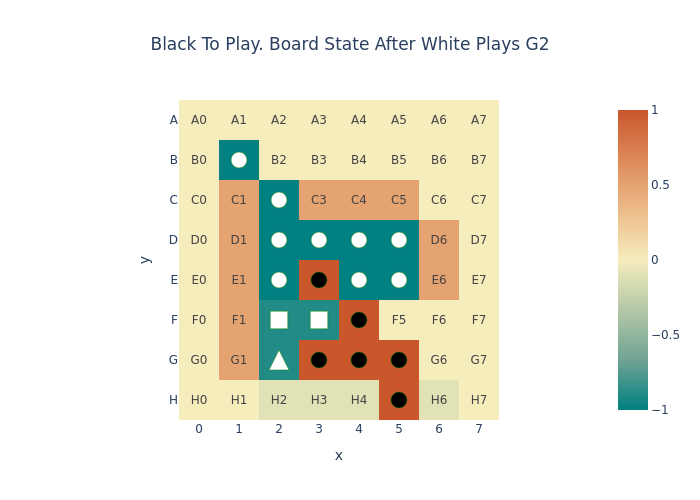 Black To Play. Board State After White Plays G2
A A0 A1 A2 A3 A4 A5 A6 A7
B B0 B2 B3 B4 B5 B6 B7
C C0 C1 C3 C4 C5 C6 C7
D D0 D1 D6 D7
E E0 E1 E6 E7
F F0 F1 F5 F6 F7
G G0 G1 G6 G7
H H0 H1 H2 H3 H4 H6 H7
0 1 2 3 4 5 6 7
x
y
1
0.5
0
−0.5
−1